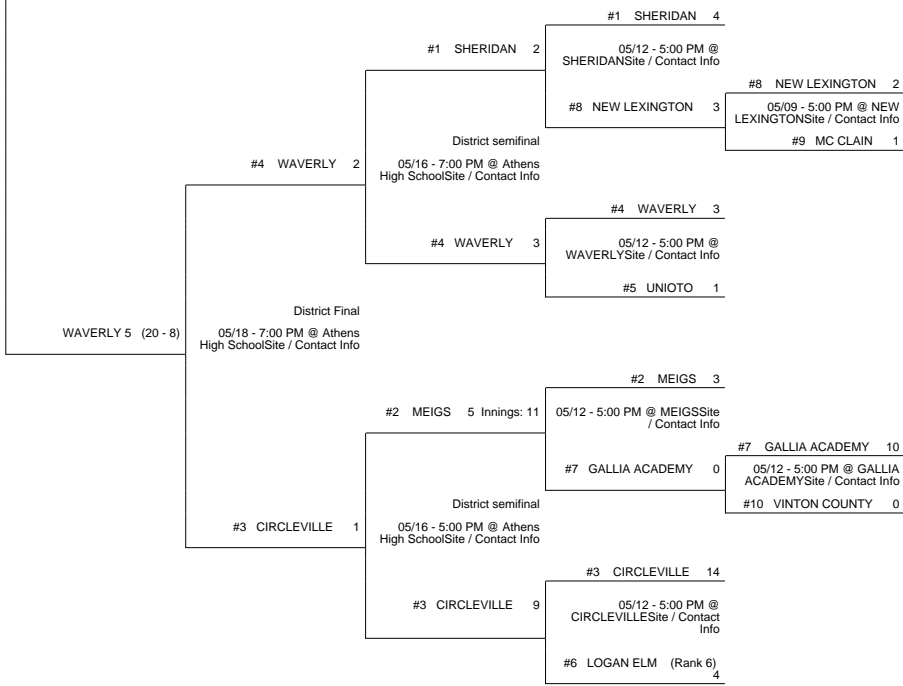 #1 SHERIDAN 4
#1 SHERIDAN 2
05/12 - 5:00 PM @
SHERIDANSite / Contact Info
#8 NEW LEXINGTON 2
#8 NEW LEXINGTON 3
05/09 - 5:00 PM @ NEW
LEXINGTONSite / Contact Info
District semifinal
#9 MC CLAIN 1
#4 WAVERLY 2
05/16 - 7:00 PM @ Athens
High SchoolSite / Contact Info
#4 WAVERLY 3
#4 WAVERLY 3
05/12 - 5:00 PM @
WAVERLYSite / Contact Info
#5 UNIOTO 1
District Final
WAVERLY 5 (20 - 8)
05/18 - 7:00 PM @ Athens
High SchoolSite / Contact Info
#2 MEIGS 3
#2 MEIGS 5 Innings: 11
05/12 - 5:00 PM @ MEIGSSite
/ Contact Info
#7 GALLIA ACADEMY 10
#7 GALLIA ACADEMY 0
05/12 - 5:00 PM @ GALLIA
ACADEMYSite / Contact Info
District semifinal
#10 VINTON COUNTY 0
#3 CIRCLEVILLE 1
05/16 - 5:00 PM @ Athens
High SchoolSite / Contact Info
#3 CIRCLEVILLE 14
#3 CIRCLEVILLE 9
05/12 - 5:00 PM @
CIRCLEVILLESite / Contact
Info
#6 LOGAN ELM (Rank 6)
4